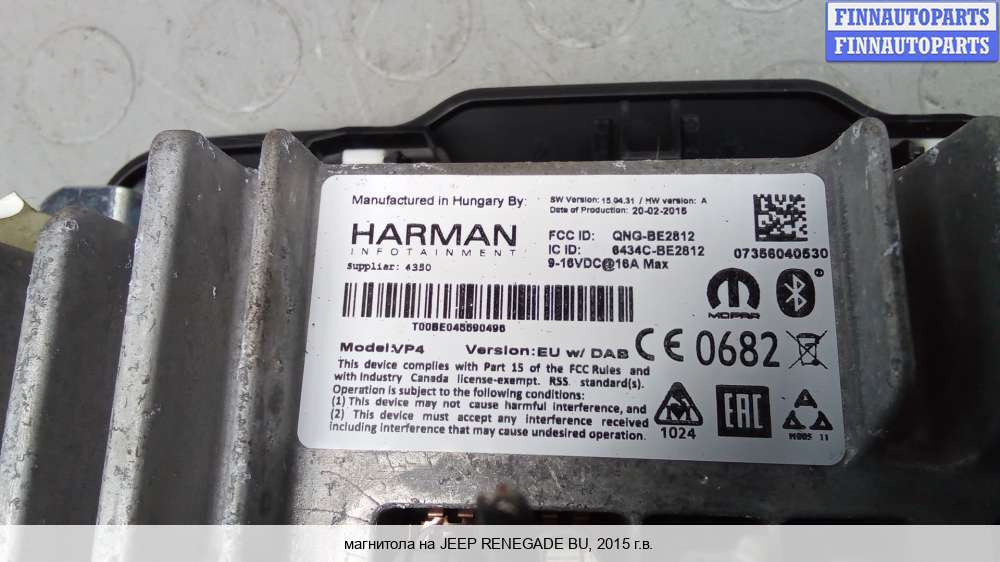 FINNAUTOPARTS
FINNAUTOPARTS
Manufactured in Hungary By:
SW Version: 15.04.31 / HW version: A
Date of Production: 20-02-2015
HARMAN
INFOTAINMENT
Supplier: 4350
FCC ID: QNG-BE2812
IC ID: 6434C-BE2812
9-16VDC@16A Max
07356040530
MOPAR
T00BE045690496
Model:VP4 Version:EU w/ DAB
CE 0682
This device complies with Part 15 of the FCC Rules and
with Industry Canada license-exempt. RSS. standard(s).
Operation is subject to the following conditions:
(1) This device may not cause harmful interference, and
(2) This device must accept any interference received
including interference that may cause undesired operation.
1024
EAC
M005 11
магнитола на JEEP RENEGADE BU, 2015 г.в.